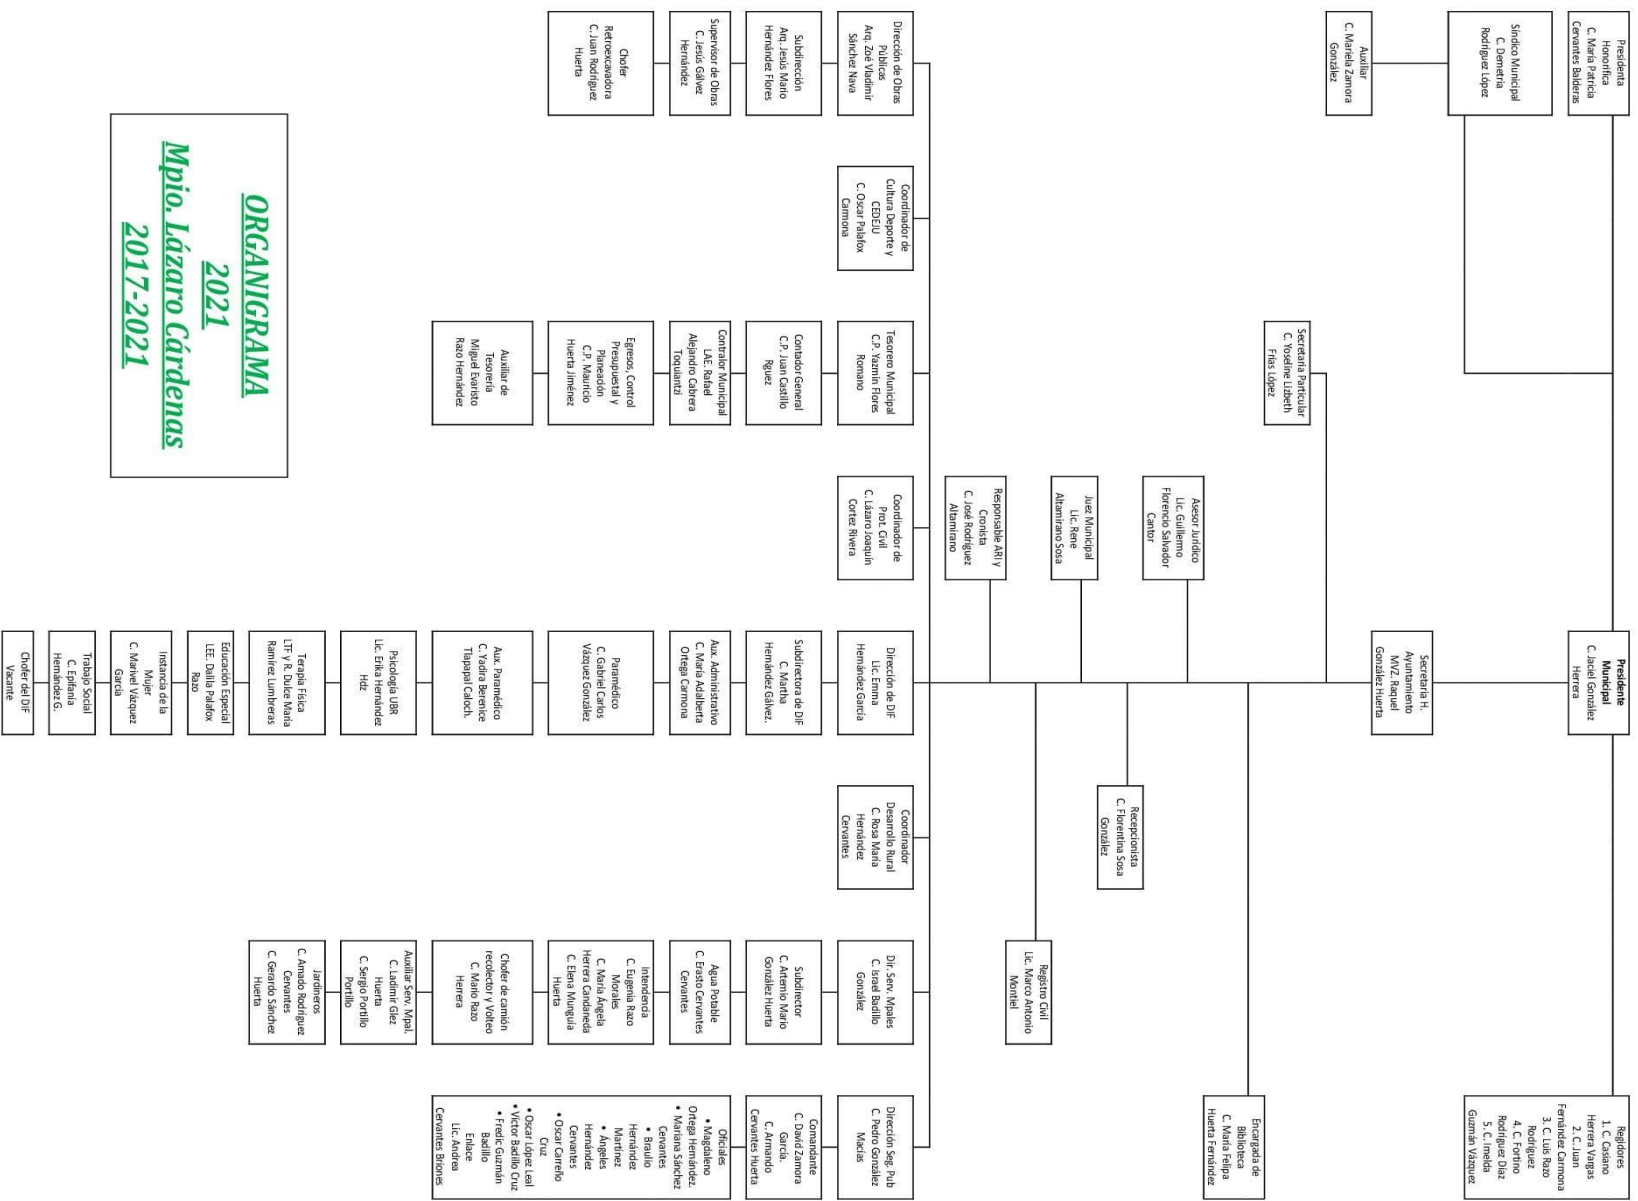 Presidenta
Honorifica
C. María Patricia
Cervantes Balderas
Presidente
Municipal
C. Jaciel González
Herrera
Regidores
1. C. Casiano
Herrera Vargas
2. C. Juan
Fernández Carmona
3. C. Luis Razo
Rodríguez
4. C. Fortino
Rodríguez Díaz
5. C. Imelda
Guzmán Vázquez
Síndico Municipal
C. Demetria
Rodríguez López
Auxiliar
C. Mariela Zamora
González
Secretaria H.
Ayuntamiento
MVZ. Raquel
González Huerta
Secretaria Particular
C. Yoseline Lizbeth
Frías López
Encargada de
Biblioteca
C. María Felipa
Huerta Fernández
Asesor Jurídico
Lic. Guillermo
Florencio Salvador
Cantor
Recepcionista
C. Florentina Sosa
González
Juez Municipal
Lic. Rene
Altamirano Sosa
Registro Civil
Lic. Marco Antonio
Montiel
Responsable ARI y
Cronista
C. José Rodríguez
Altamirano
Dirección de Obras
Públicas
Arq. Zoé Vladimir
Sánchez Nava
Subdirección
Arq. Jesús Mario
Hernández Flores
Supervisor de Obras
C. Jesús Gálvez
Hernández
Chofer
Retroexcavadora
C. Juan Rodríguez
Huerta
Coordinador de
Cultura Deporte y
CEDEJU
C. Oscar Palafox
Carmona
Tesorero Municipal
C.P. Yazmin Flores
Romano
Contador General
C.P. Juan Castillo
Rguez
Contralor Municipal
LAE. Rafael
Alejandro Cabrera
Toquiantzi
Egresos, Control
Presupuestal y
Planeación
C.P. Mauricio
Huerta Jiménez
Auxiliar de
Tesorería
Miguel Evaristo
Razo Hernández
Coordinador de
Prot. Civil
C. Lázaro Joaquín
Cortez Rivera
Dirección de DIF
Lic. Emma
Hernández García
Subdirectora de DIF
C. Martha
Hernández Gálvez.
Aux. Administrativo
C. María Adalberta
Ortega Carmona
Paramédico
C. Gabriel Carlos
Vázquez González
Aux. Paramédico
C. Yadira Berenice
Tlapapal Caloch.
Psicología UBR
Lic. Erika Hernández
Hdz
Terapia Física
LTF y R. Dulce María
Ramírez Lumbreras
Educación Especial
LEE. Dalila Palafox
Razo
Instancia de la
Mujer
C. Marivel Vázquez
García
Trabajo Social
C. Epifanía
Hernández G.
Chofer del DIF
Vacante
Coordinador
Desarrollo Rural
C. Rosa María
Hernández
Cervantes
Dir. Serv. Mpales
C. Israel Badillo
González
Subdirector
C. Artemio Mario
González Huerta
Agua Potable
C. Erasto Cervantes
Cervantes
Intendencia
C. Eugenia Razo
Morales
C. María Ángela
Herrera Candaneda
C. Elena Munguía
Huerta
Chofer de camión
recolector y Volteo
C. Mario Razo
Herrera
Auxiliar Serv. Mpal.
C. Ladimir Glez
Huerta
C. Sergio Portillo
Portillo
Jardineros
C. Amado Rodríguez
Cervantes
C. Gerardo Sánchez
Huerta
Dirección Seg. Pub
C. Pedro González
Macías
Comandante
C. David Zamora
García.
C. Armando
Cervantes Huerta
Oficiales
• Magdaleno
Ortega Hernández.
• Mariana Sánchez
Cervantes
• Braulio
Hernández
Martínez
• Ángeles
Hernández
Cervantes
• Oscar Carreño
Cruz
• Oscar López Leal
• Víctor Badillo Cruz
• Fredic Guzmán
Badillo
Enlace
Lic. Andrea
Cervantes Briones
ORGANIGRAMA
2021
Mpio. Lázaro Cárdenas
2017-2021